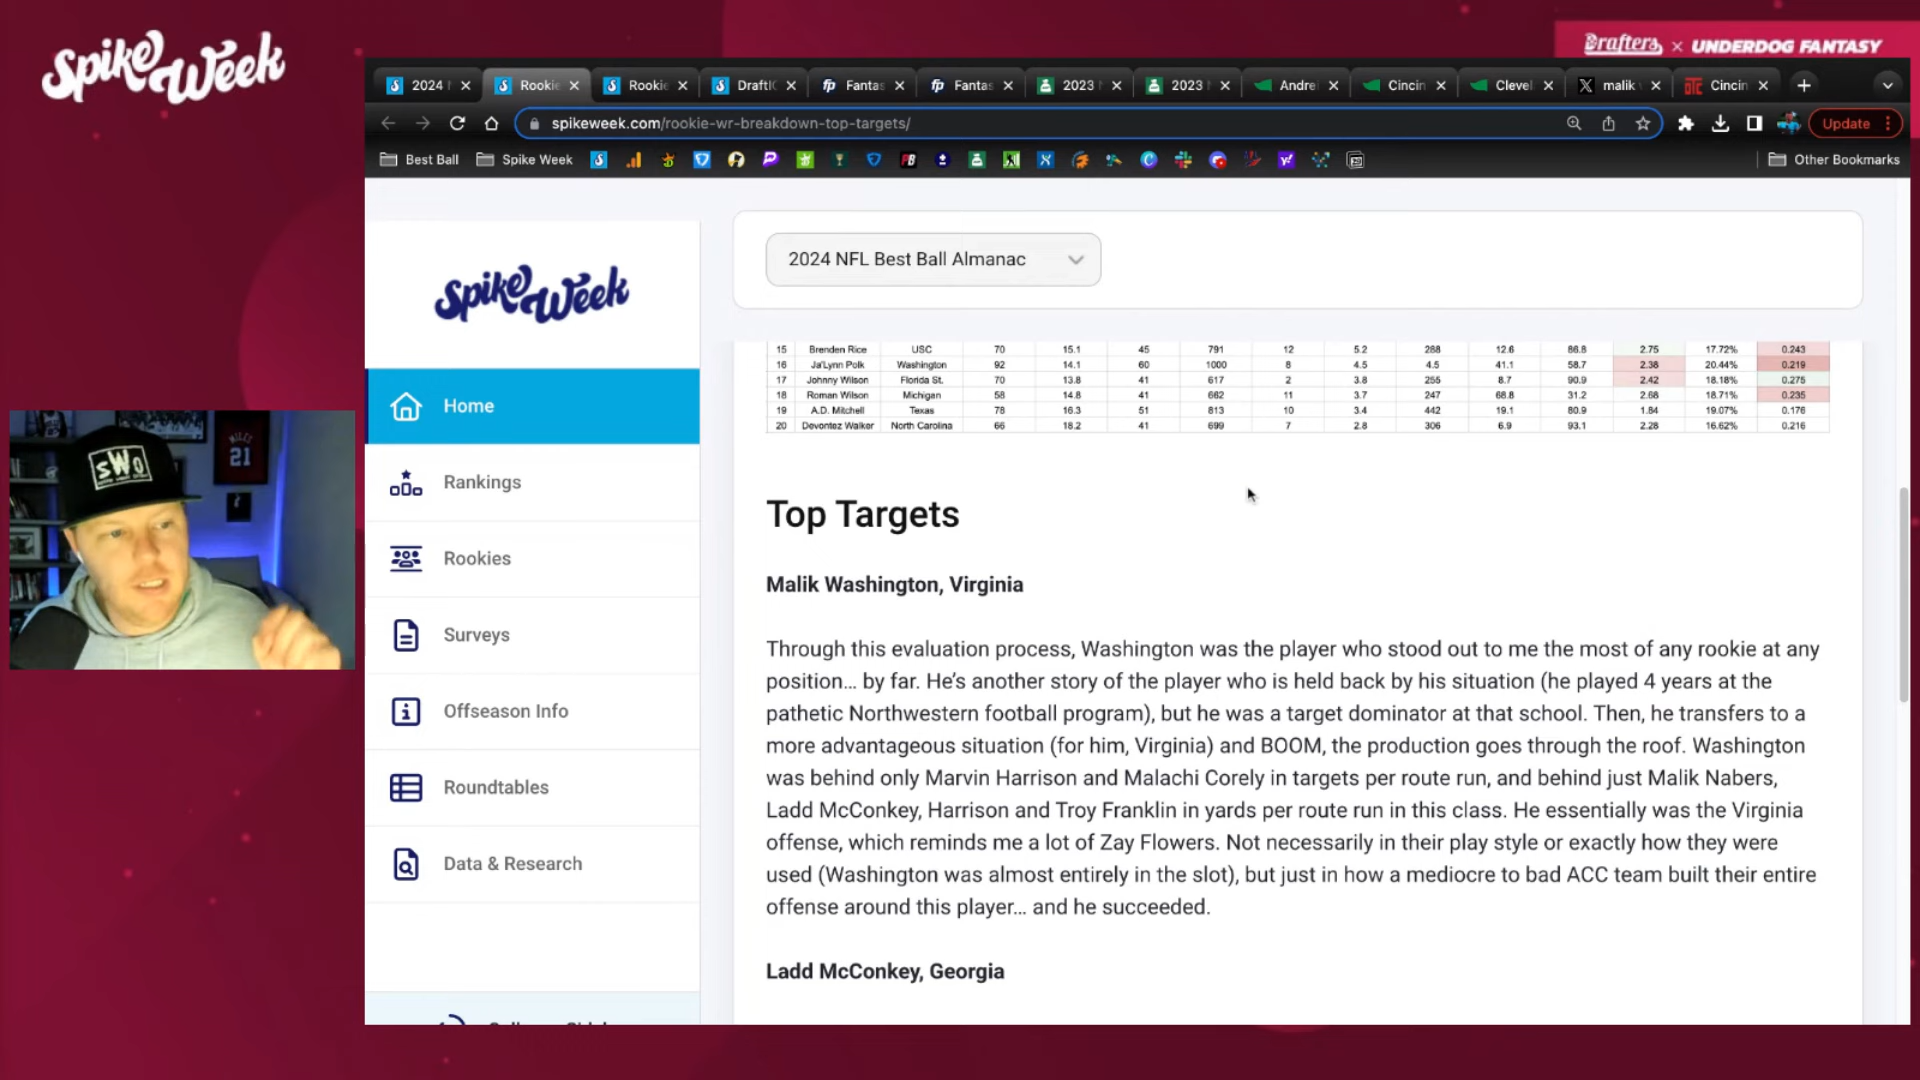 Spike Week
Drafters x UNDERDOG FANTASY
2024 Rookie Rookie DraftIQ Fantas Fantas 2023 2023 Andrei Cincin Clevel malik Cincin
spikeweek.com/rookie-wr-breakdown-top-targets/
Update
Best Ball Spike Week Other Bookmarks
Spike Week
2024 NFL Best Ball Almanac
15 Brenden Rice USC 70 15.1 45 791 12 5.2 288 12.6 86.8 2.75 17.72% 0.243
16 Ja'Lynn Polk Washington 92 14.1 60 1000 8 4.5 4.5 41.1 58.7 2.38 20.44% 0.219
17 Johnny Wilson Florida St. 70 13.8 41 617 2 3.8 255 8.7 90.9 2.42 18.18% 0.275
18 Roman Wilson Michigan 58 14.8 41 662 11 3.7 247 68.8 31.2 2.68 18.71% 0.235
19 A.D. Mitchell Texas 78 16.3 51 813 10 3.4 442 19.1 80.9 1.84 19.07% 0.176
20 Devontez Walker North Carolina 66 18.2 41 699 7 2.8 306 6.9 93.1 2.28 16.62% 0.216
Home
Rankings
Rookies
Surveys
Offseason Info
Roundtables
Data & Research
Top Targets
Malik Washington, Virginia
Through this evaluation process, Washington was the player who stood out to me the most of any rookie at any
position... by far. He's another story of the player who is held back by his situation (he played 4 years at the
pathetic Northwestern football program), but he was a target dominator at that school. Then, he transfers to a
more advantageous situation (for him, Virginia) and BOOM, the production goes through the roof. Washington
was behind only Marvin Harrison and Malachi Corely in targets per route run, and behind just Malik Nabers,
Ladd McConkey, Harrison and Troy Franklin in yards per route run in this class. He essentially was the Virginia
offense, which reminds me a lot of Zay Flowers. Not necessarily in their play style or exactly how they were
used (Washington was almost entirely in the slot), but just in how a mediocre to bad ACC team built their entire
offense around this player... and he succeeded.
Ladd McConkey, Georgia
SWO
21